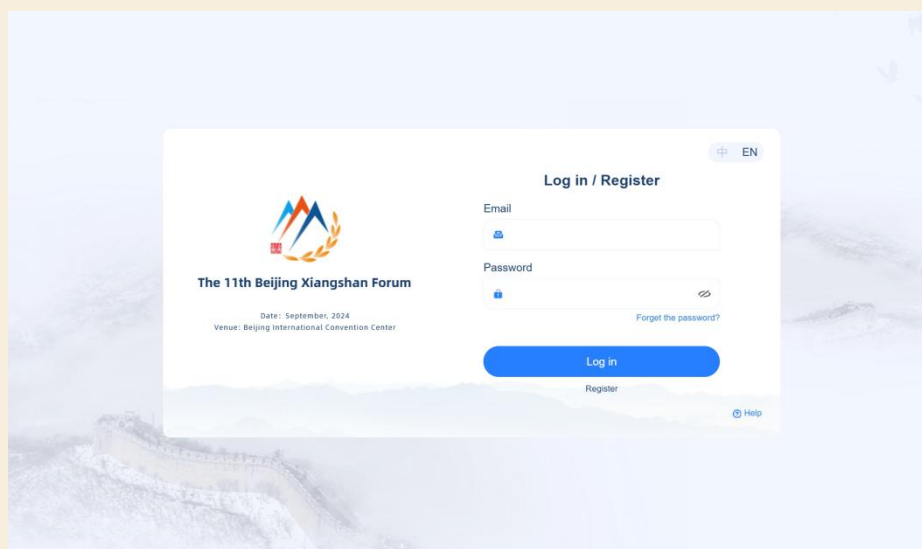 中 EN
Log in / Register
Email
Password
Forget the password?
Log in
Register
Help
The 11th Beijing Xiangshan Forum
Date: September, 2024
Venue: Beijing International Convention Center